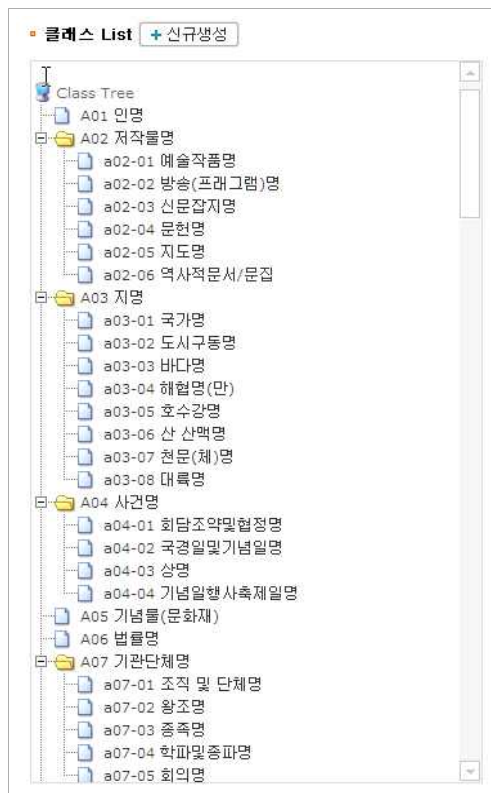 클래스 List + 신규생성
Class Tree
A01 인명
A02 저작물명
a02-01 예술작품명
a02-02 방송(프래그램)명
a02-03 신문잡지명
a02-04 문헌명
a02-05 지도명
a02-06 역사적문서/문집
A03 지명
a03-01 국가명
a03-02 도시구동명
a03-03 바다명
a03-04 해협명(만)
a03-05 호수강명
a03-06 산 산맥명
a03-07 천문(체)명
a03-08 대륙명
A04 사건명
a04-01 회담조약및협정명
a04-02 국경일및기념일명
a04-03 상명
a04-04 기념일행사축제일명
A05 기념물(문화재)
A06 법률명
A07 기관단체명
a07-01 조직 및 단체명
a07-02 왕조명
a07-03 종족명
a07-04 학파및종파명
a07-05 회의명